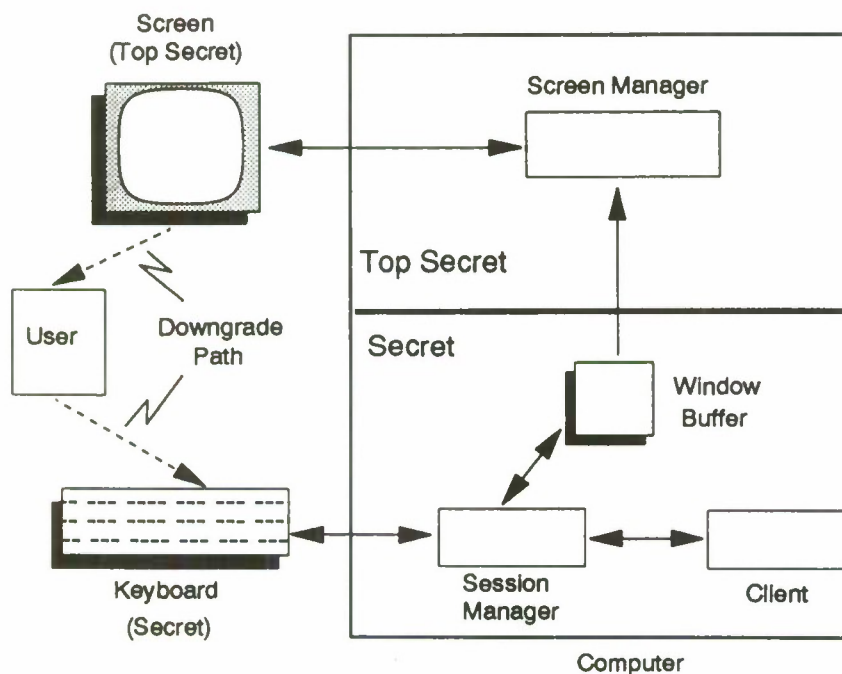 Screen
(Top Secret)
Screen Manager
Top Secret
User
Downgrade
Path
Secret
Window
Buffer
Keyboard
(Secret)
Session
Manager
Client
Computer